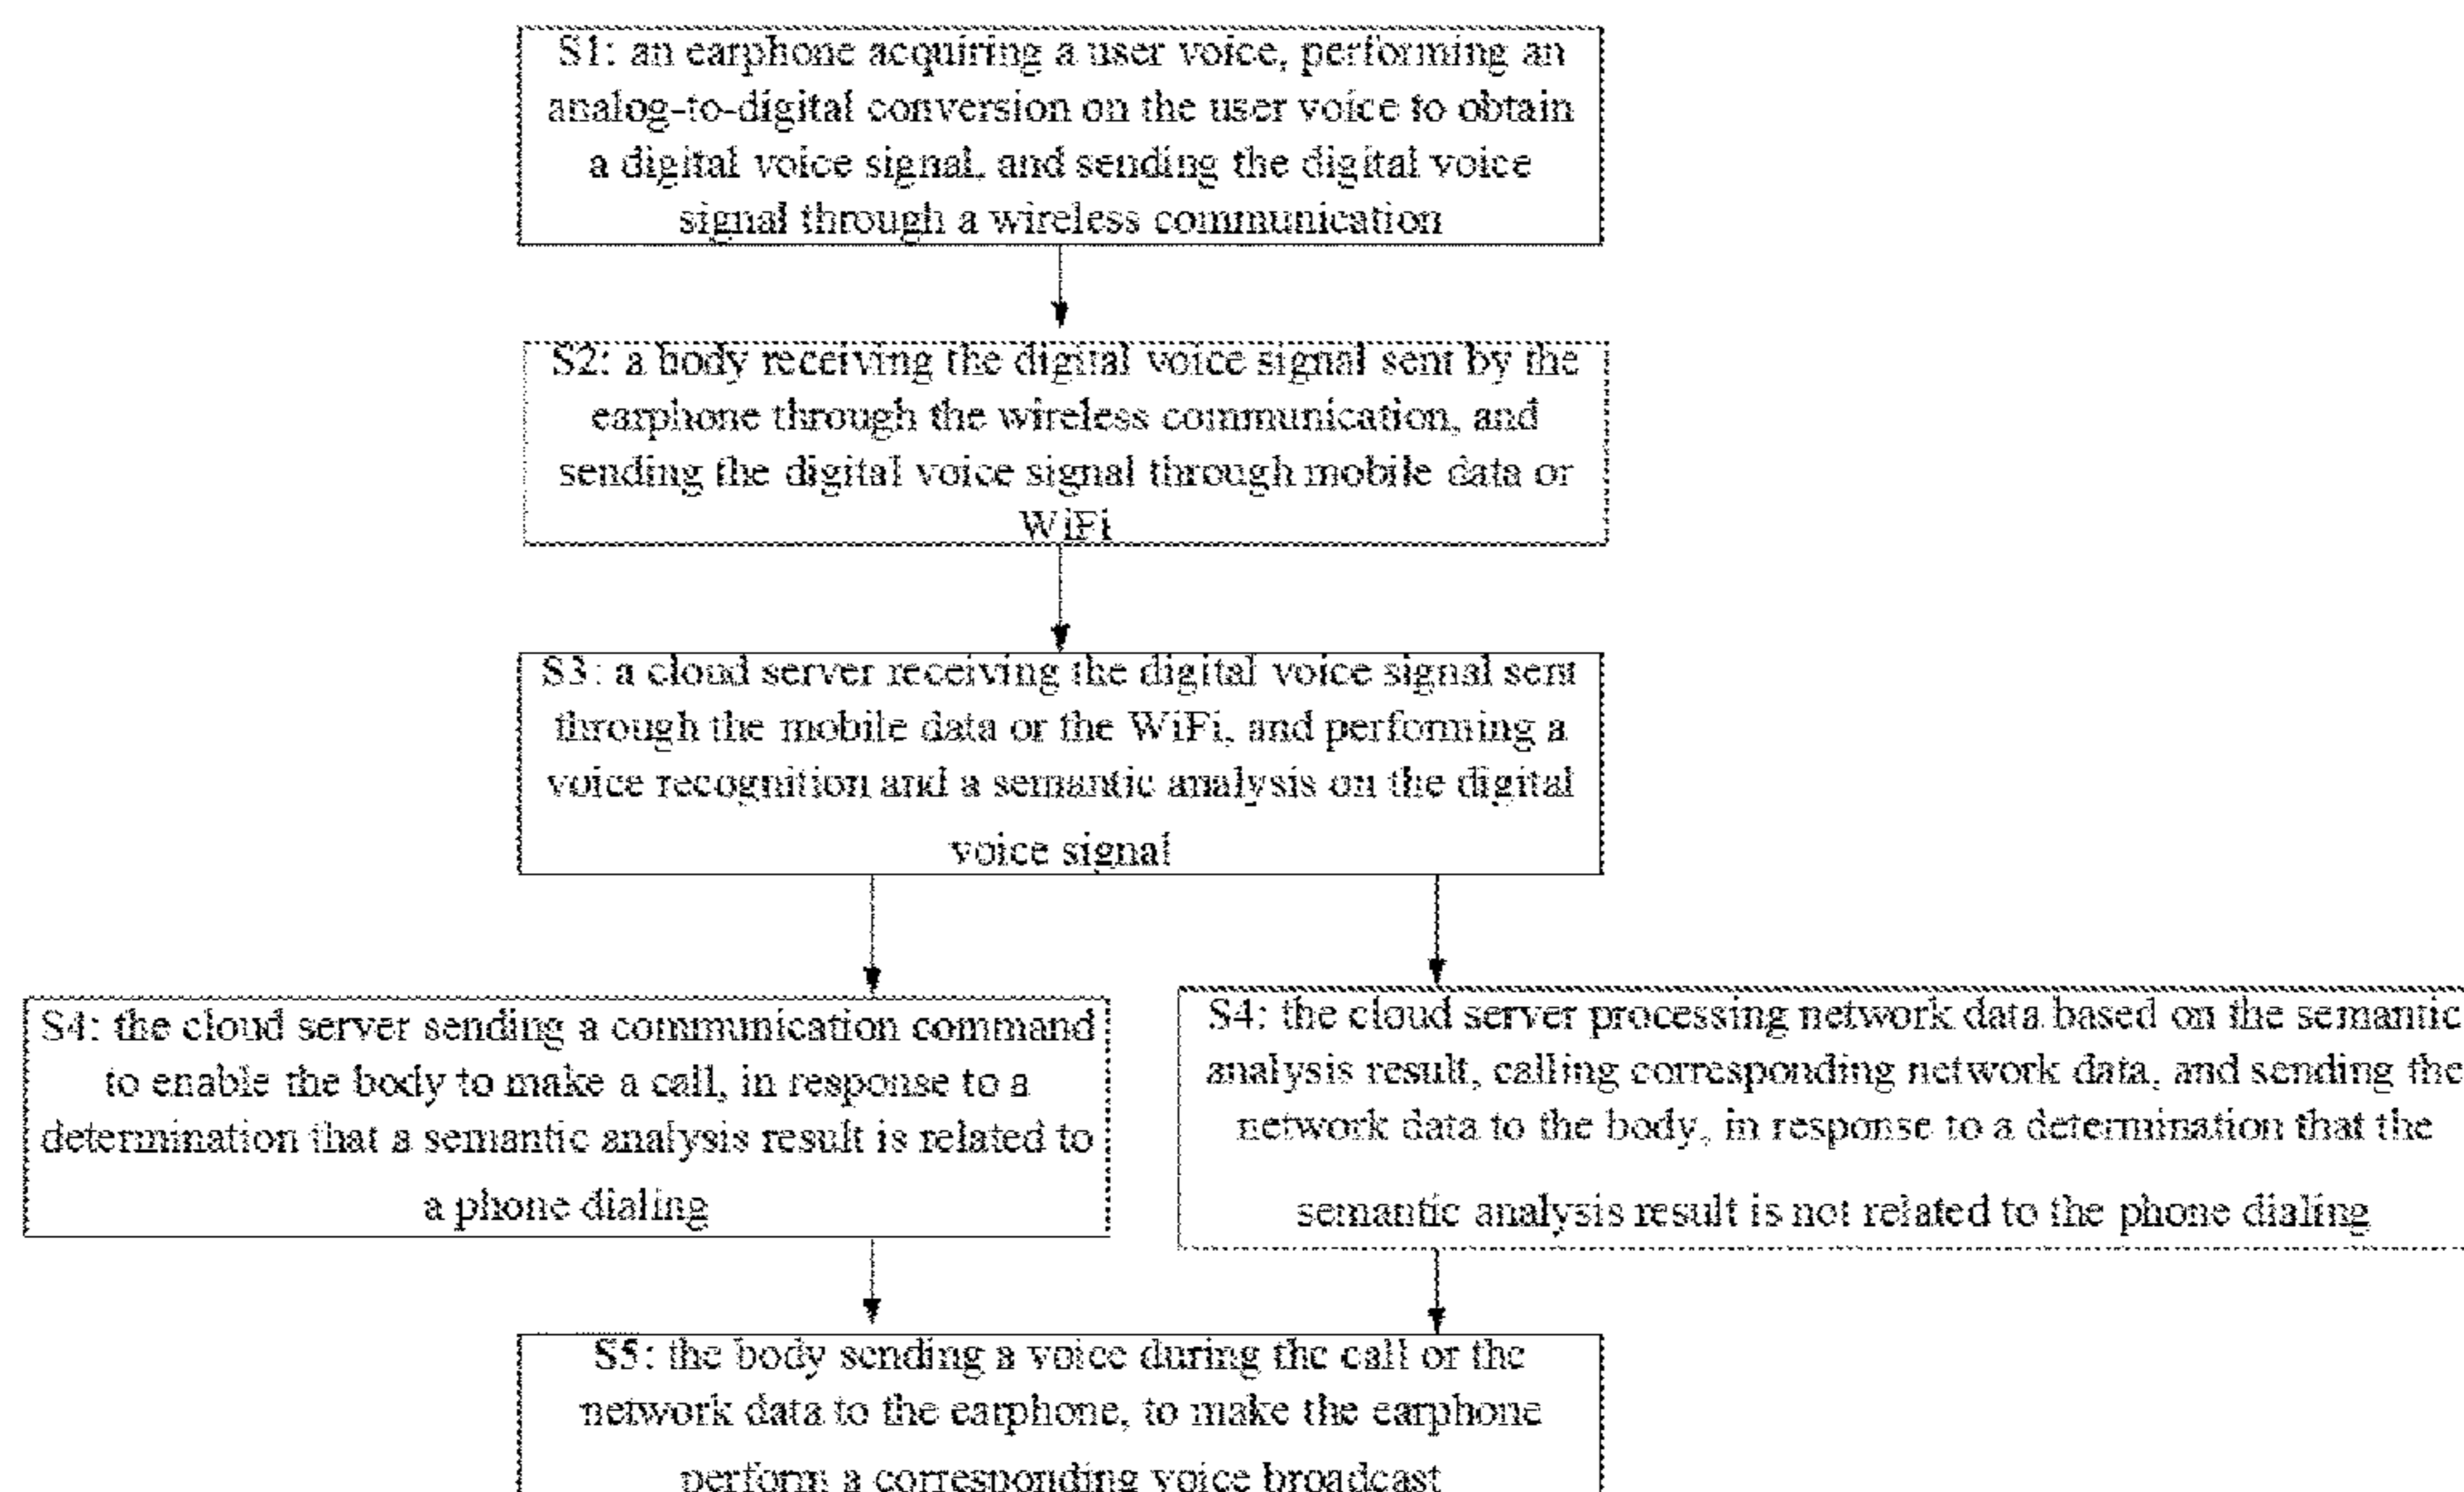 S1: an earphone acquiring a user voice, performing an
analog-to-digital conversion on the user voice to obtain
a digital voice signal, and sending the digital voice
signal through a wireless communication
S2: a body receiving the digital voice signal sent by the
earphone through the wireless communication, and
sending the digital voice signal through mobile data or
WiFi
S3: a cloud server receiving the digital voice signal sent
through the mobile data or the WiFi, and performing a
voice recognition and a semantic analysis on the digital
voice signal
S4: the cloud server sending a communication command
to enable the body to make a call, in response to a
determination that a semantic analysis result is related to
a phone dialing
S4: the cloud server processing network data based on the semantic
analysis result, calling corresponding network data, and sending the
network data to the body, in response to a determination that the
semantic analysis result is not related to the phone dialing
S5: the body sending a voice during the call or the
network data to the earphone, to make the earphone
perform a corresponding voice broadcast